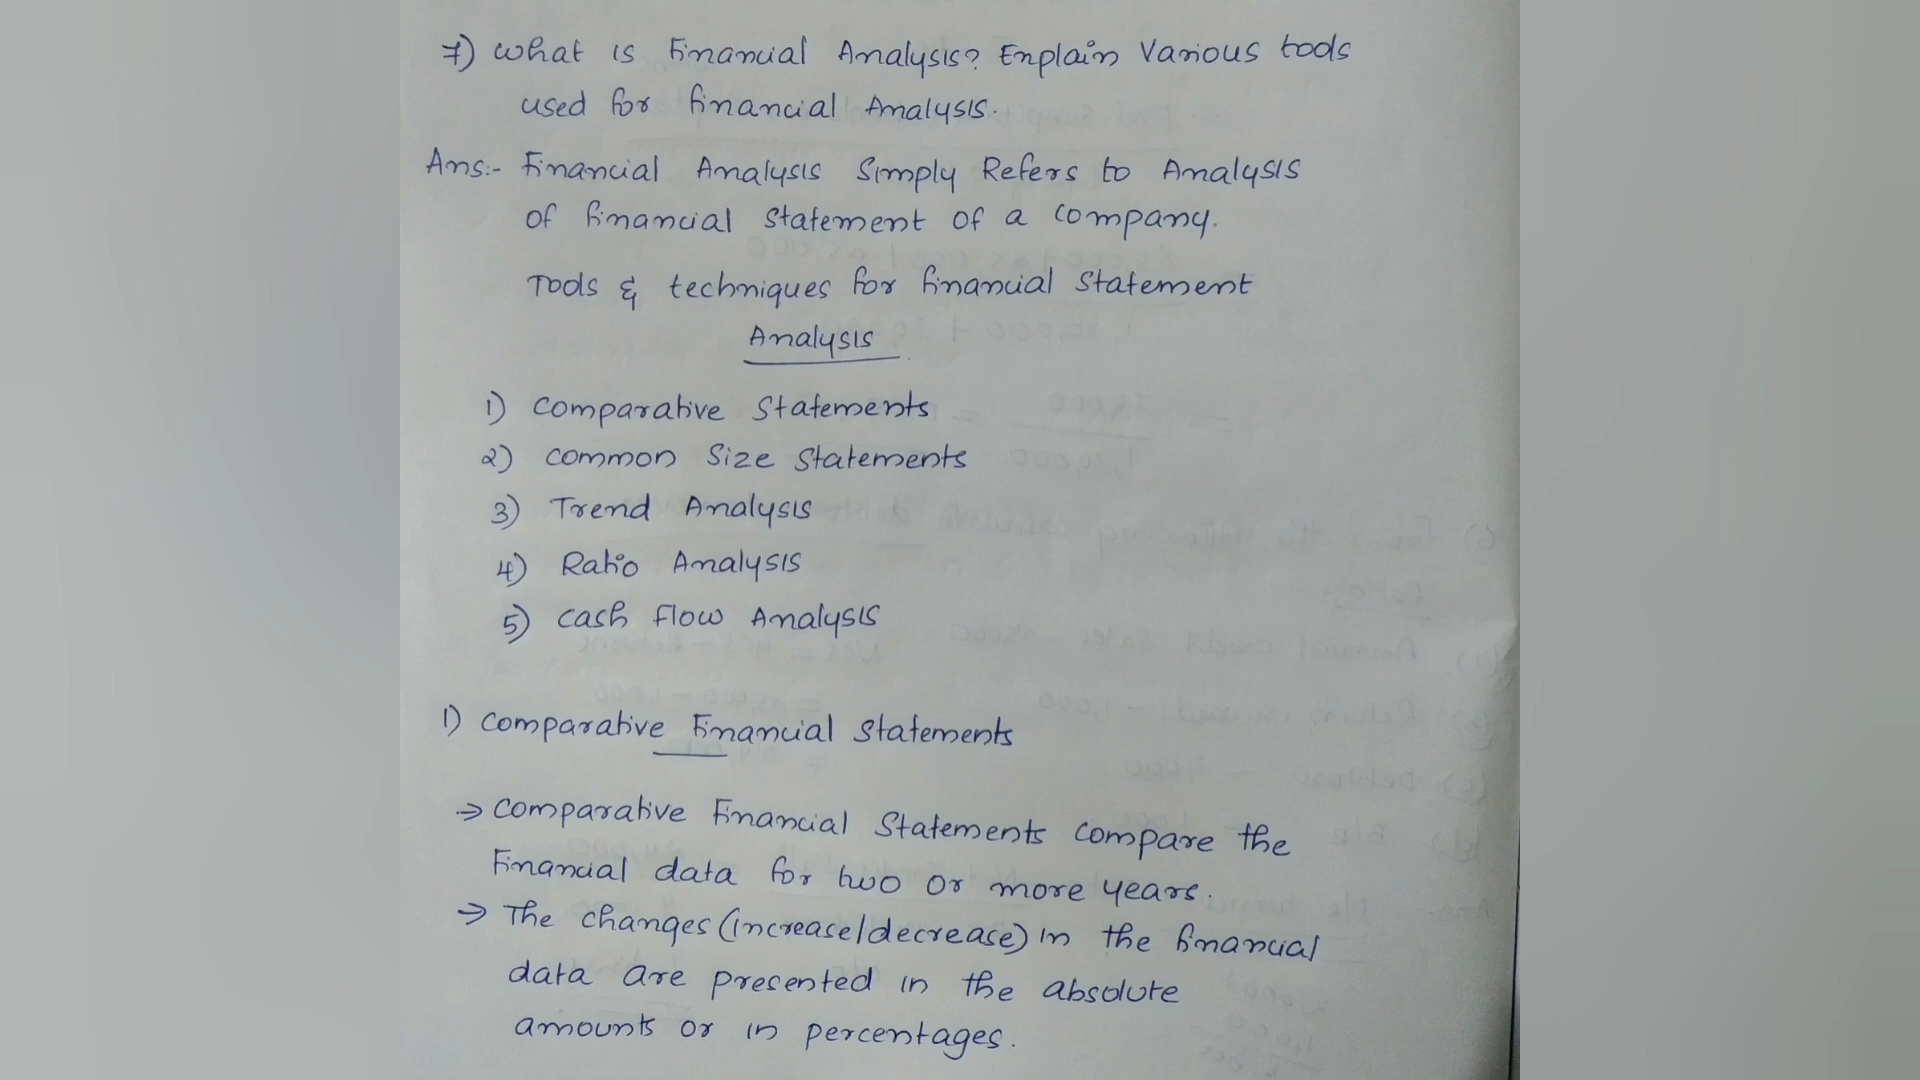 7) what is Financial Analysis? Explain Various tools
used for financial Analysis.
Ans:- Financial Analysis Simply Refers to Analysis
of financial Statement of a company.
Tools & techniques for financial Statement
Analysis
1) Comparative Statements
2) Common Size Statements
3) Trend Analysis
4) Ratio Analysis
5) Cash Flow Analysis
1) Comparative Financial Statements
→ Comparative Financial Statements compare the
Financial data for two or more years.
→ The changes (increase/decrease) in the financial
data are presented in the absolute
amounts or in percentages.